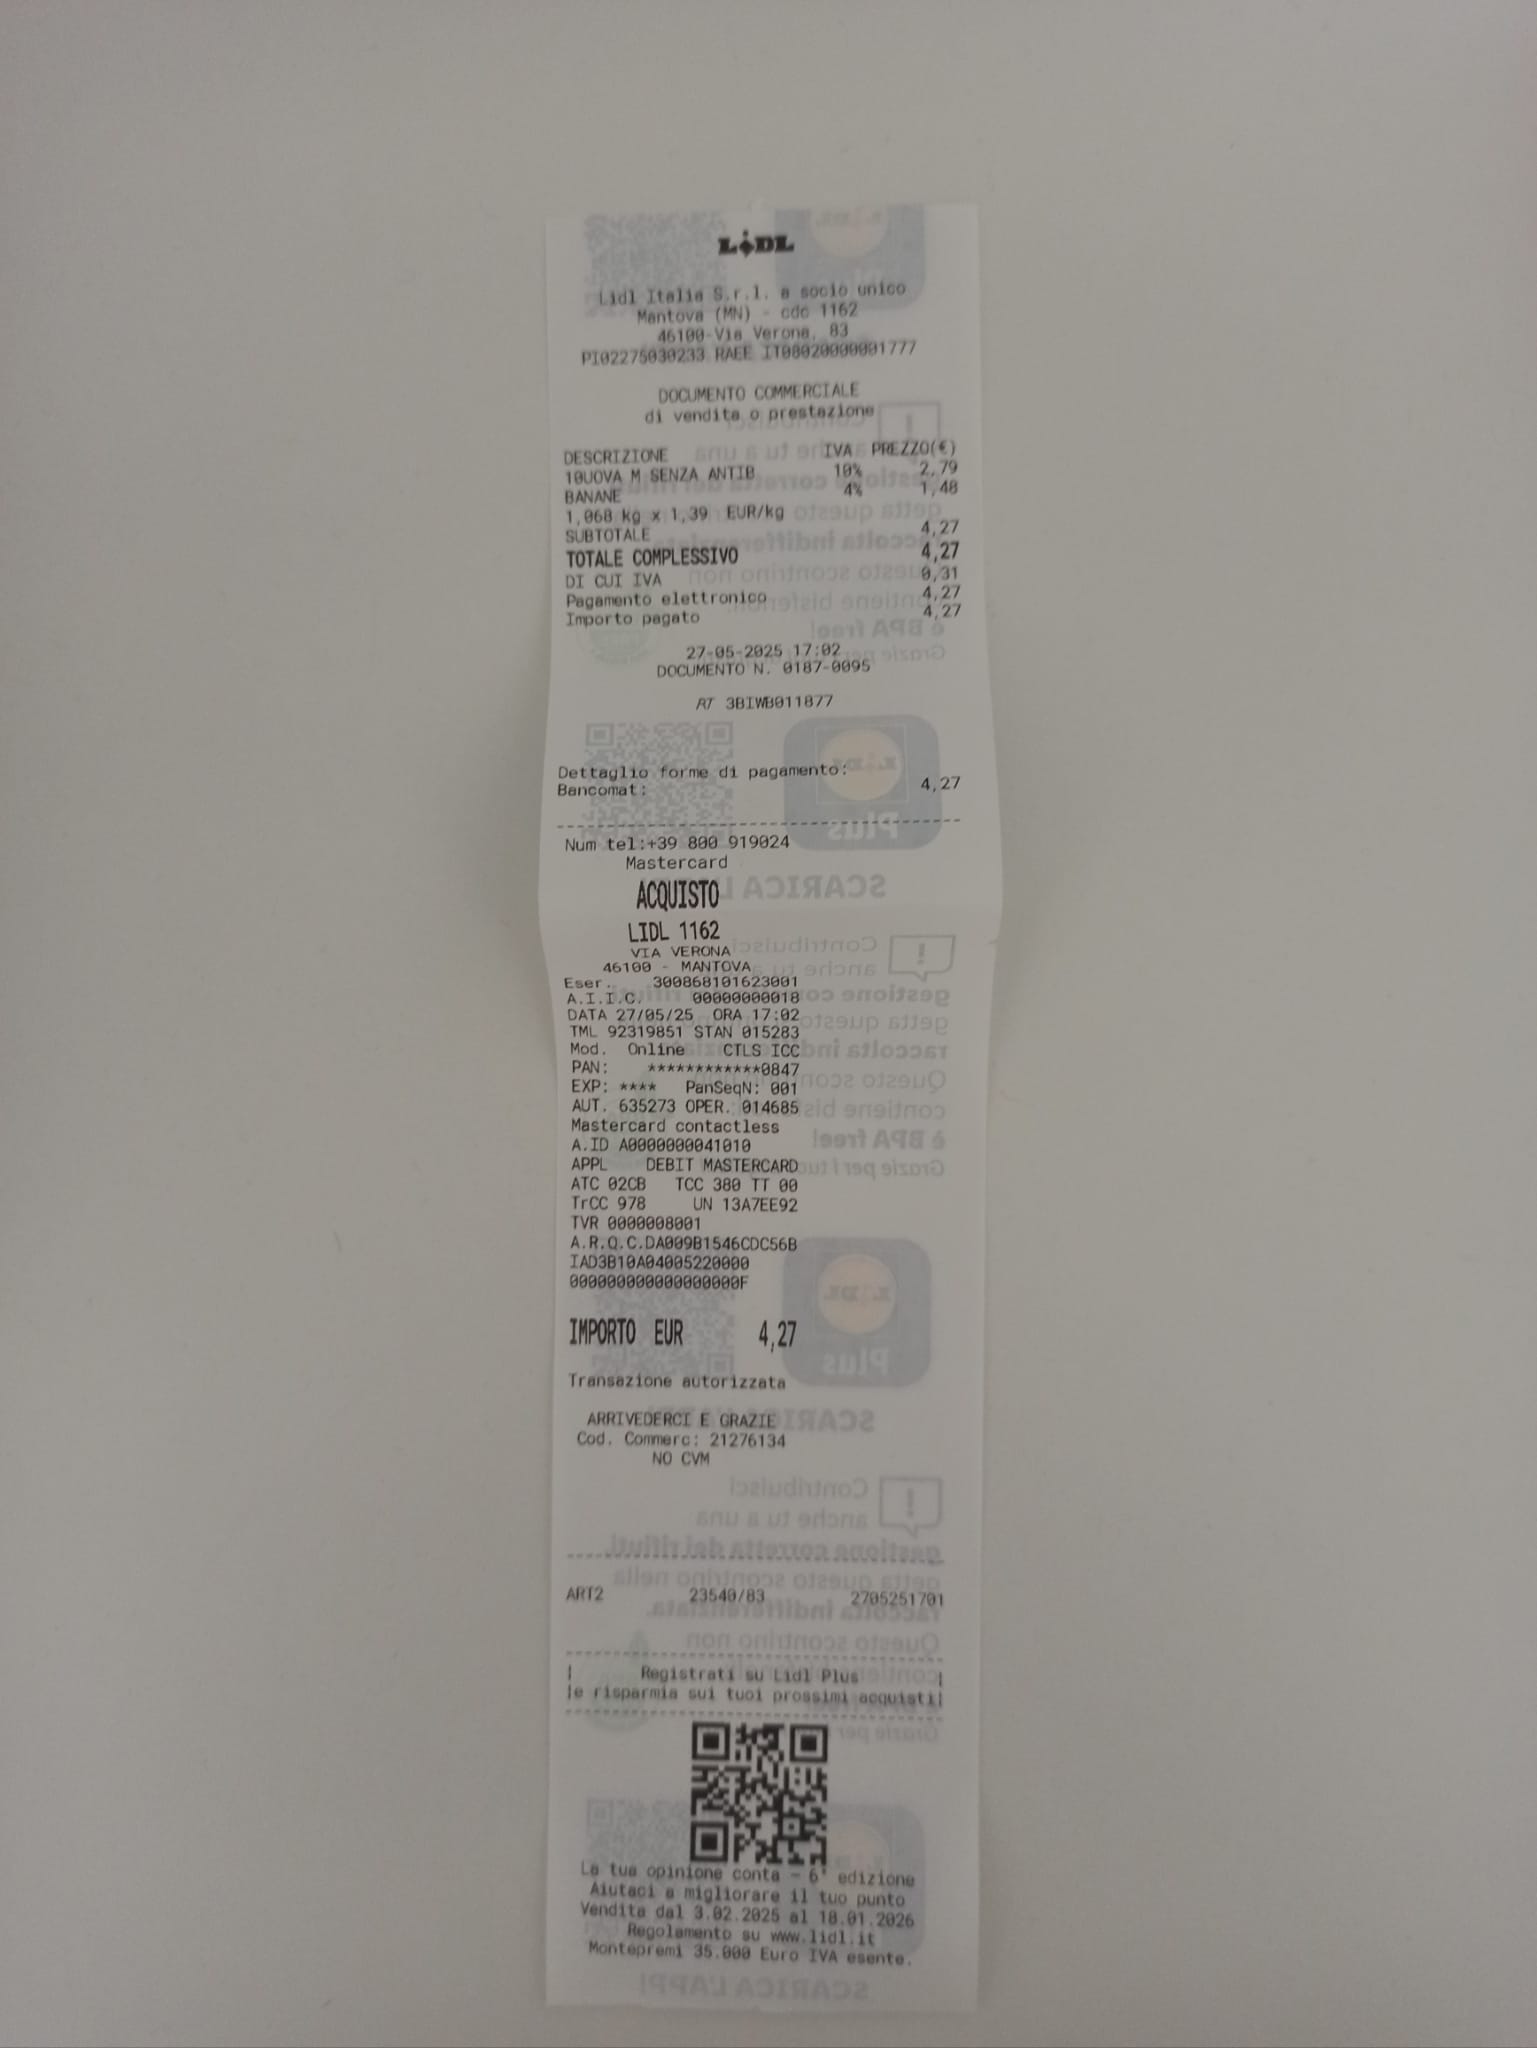 LIDL
Lidl Italia S.r.l. a socio unico
Mantova (MN) - cdc 1162
46100-Via Verona, 83
PI02275030233 RAEE IT08020000001777
DOCUMENTO COMMERCIALE
di vendita o prestazione
DESCRIZIONE IVA PREZZO(€)
10UOVA M SENZA ANTIB 10% 2,79
BANANE 4% 1,48
1,068 kg x 1,39 EUR/kg
SUBTOTALE 4,27
TOTALE COMPLESSIVO 4,27
DI CUI IVA 0,31
Pagamento elettronico 4,27
Importo pagato 4,27
27-05-2025 17:02
DOCUMENTO N. 0187-0095
RT 3BIWB011877
Dettaglio forme di pagamento:
Bancomat: 4,27
Num tel:+39 800 919024
Mastercard
ACQUISTO
LIDL 1162
VIA VERONA
46100 - MANTOVA
Eser. 300868101623001
A.I.I.C. 00000000018
DATA 27/05/25 ORA 17:02
TML 92319851 STAN 015283
Mod. Online CTLS ICC
PAN: ************0847
EXP: **** PanSeqN: 001
AUT. 635273 OPER. 014685
Mastercard contactless
A.ID A0000000041010
APPL DEBIT MASTERCARD
ATC 02CB TCC 380 TT 00
TrCC 978 UN 13A7EE92
TVR 0000008001
A.R.Q.C.DA009B1546CDC56B
IAD3B10A04005220000
0000000000000000000F
IMPORTO EUR 4,27
Transazione autorizzata
ARRIVEDERCI E GRAZIE
Cod. Commerc: 21276134
NO CVM
ART2 23540/83 2705251701
Registrati su Lidl Plus
e risparmia sui tuoi prossimi acquisti
La tua opinione conta - 6° edizione
Aiutaci a migliorare il tuo punto
Vendita dal 3.02.2025 al 18.01.2026
Regolamento su www.lidl.it
Montepremi 35.000 Euro IVA esente.